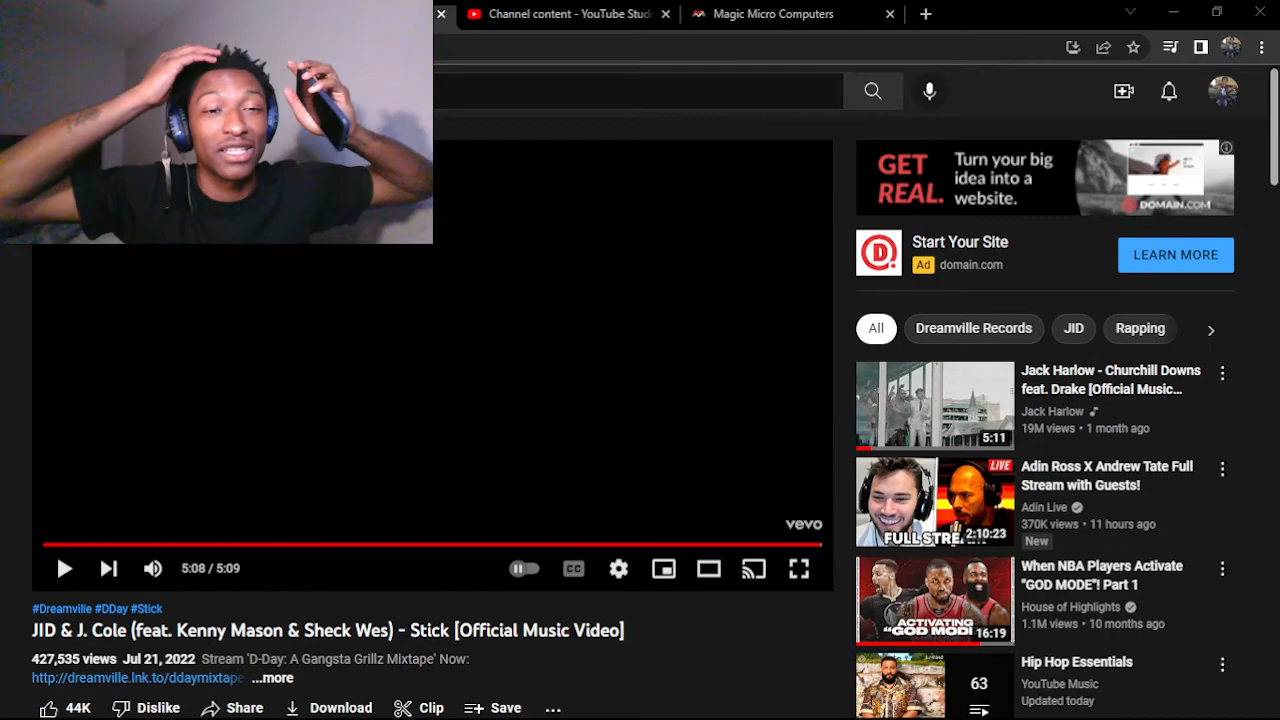 Channel content - YouTube Studi
Magic Micro Computers
GET
REAL.
Turn your big
idea into a
website.
DOMAIN.COM
Start Your Site
Ad domain.com
LEARN MORE
All
Dreamville Records
JID
Rapping
Jack Harlow - Churchill Downs
feat. Drake [Official Music...
Jack Harlow
19M views • 1 month ago
5:11
LIVE
FULL STREA
2:10:23
Adin Ross X Andrew Tate Full
Stream with Guests!
Adin Live
370K views • 11 hours ago
New
ACTIVATING
"GOD MODE"
16:19
When NBA Players Activate
"GOD MODE"! Part 1
House of Highlights
1.1M views • 10 months ago
63
Hip Hop Essentials
YouTube Music
Updated today
vevo
5:08 / 5:09
CC
#Dreamville #DDay #Stick
JID & J. Cole (feat. Kenny Mason & Sheck Wes) - Stick [Official Music Video]
427,535 views Jul 21, 2022 Stream 'D-Day: A Gangsta Grillz Mixtape' Now:
http://dreamville.lnk.to/ddaymixtape ...more
44K Dislike Share Download Clip Save